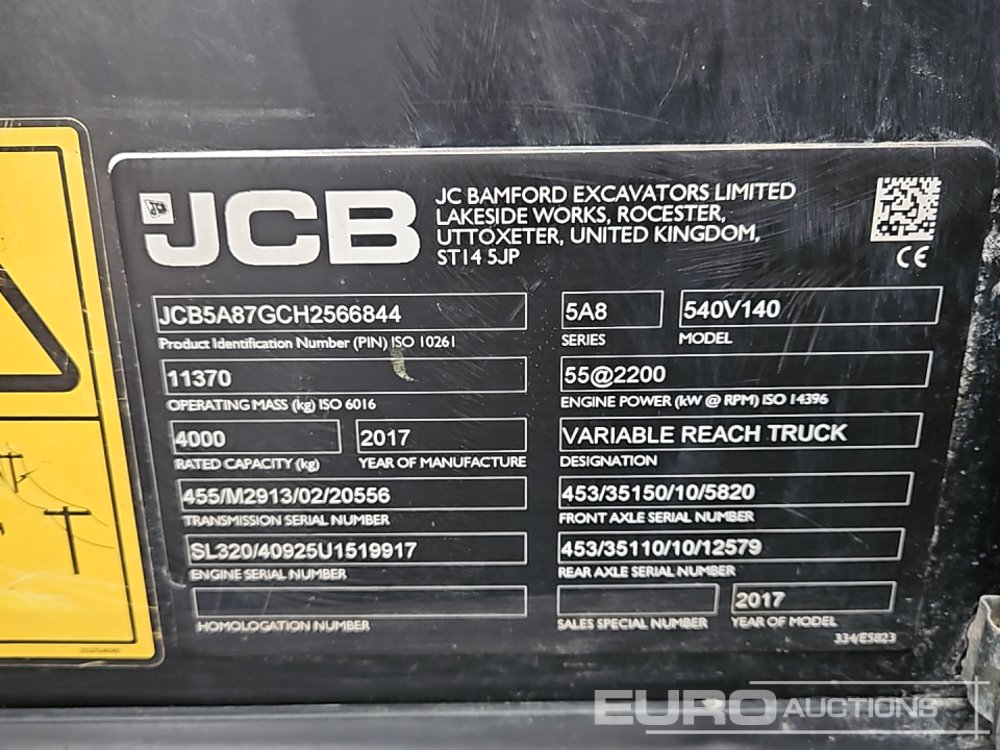 JCB
JC BAMFORD EXCAVATORS LIMITED
LAKESIDE WORKS, ROCESTER,
UTTOXETER, UNITED KINGDOM,
ST14 5JP
CE
JCB5A87GCH2566844
Product Identification Number (PIN) ISO 10261
5A8
SERIES
540V140
MODEL
11370
OPERATING MASS (kg) ISO 6016
55@2200
ENGINE POWER (kW @ RPM) ISO 14396
4000
RATED CAPACITY (kg)
2017
YEAR OF MANUFACTURE
VARIABLE REACH TRUCK
DESIGNATION
455/M2913/02/20556
TRANSMISSION SERIAL NUMBER
453/35150/10/5820
FRONT AXLE SERIAL NUMBER
SL320/40925U1519917
ENGINE SERIAL NUMBER
453/35110/10/12579
REAR AXLE SERIAL NUMBER
HOMOLOGATION NUMBER
SALES SPECIAL NUMBER
2017
YEAR OF MODEL
334/E5823
EURO AUCTIONS